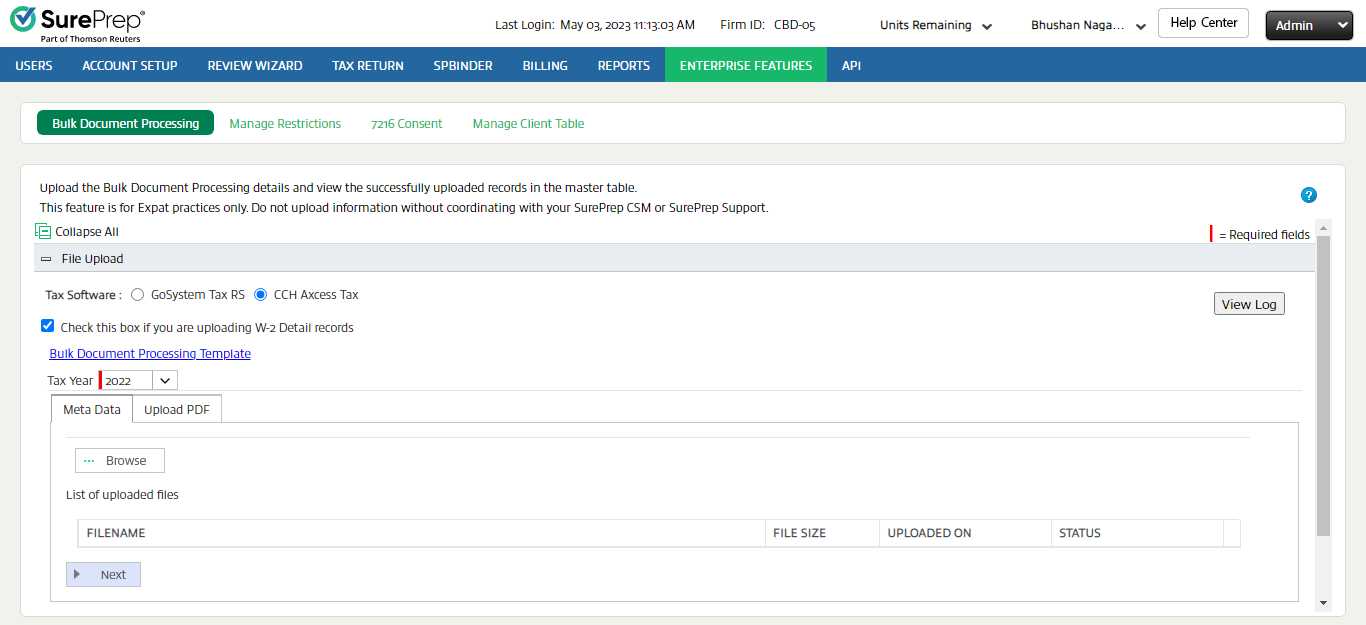 SurePrep®
Part of Thomson Reuters
Last Login: May 03, 2023 11:13:03 AM Firm ID: CBD-05 Units Remaining Bhushan Naga... Help Center Admin
USERS ACCOUNT SETUP REVIEW WIZARD TAX RETURN SPBINDER BILLING REPORTS ENTERPRISE FEATURES API
Bulk Document Processing Manage Restrictions 7216 Consent Manage Client Table
Upload the Bulk Document Processing details and view the successfully uploaded records in the master table.
This feature is for Expat practices only. Do not upload information without coordinating with your SurePrep CSM or SurePrep Support.
?
Collapse All
= Required fields
File Upload
Tax Software : GoSystem Tax RS CCH Axcess Tax
View Log
Check this box if you are uploading W-2 Detail records
Bulk Document Processing Template
Tax Year 2022
Meta Data Upload PDF
... Browse
List of uploaded files
FILENAME FILE SIZE UPLOADED ON STATUS
Next